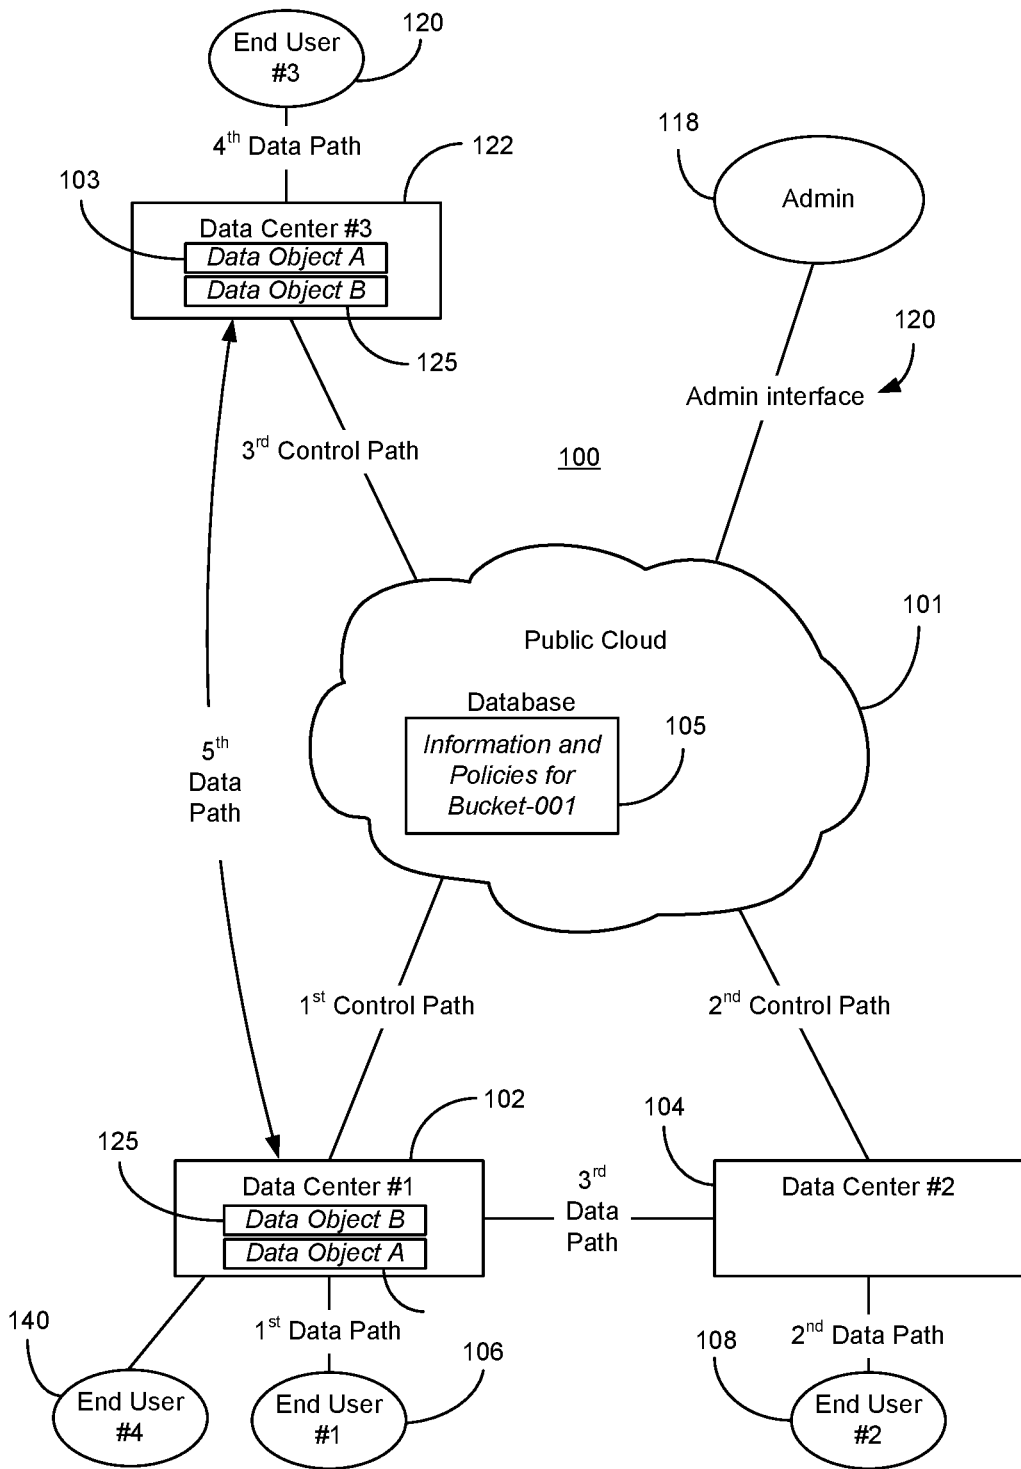 End User
#3
120
4th Data Path
122
103
Data Center #3
Data Object A
Data Object B
125
118
Admin
120
Admin interface
3rd Control Path
100
101
Public Cloud
Database
Information and
Policies for
Bucket-001
105
5th
Data
Path
1st Control Path
2nd Control Path
102
104
125
Data Center #1
Data Object B
Data Object A
3rd
Data
Path
Data Center #2
140
1st Data Path
106
2nd Data Path
108
End User
#4
End User
#1
End User
#2